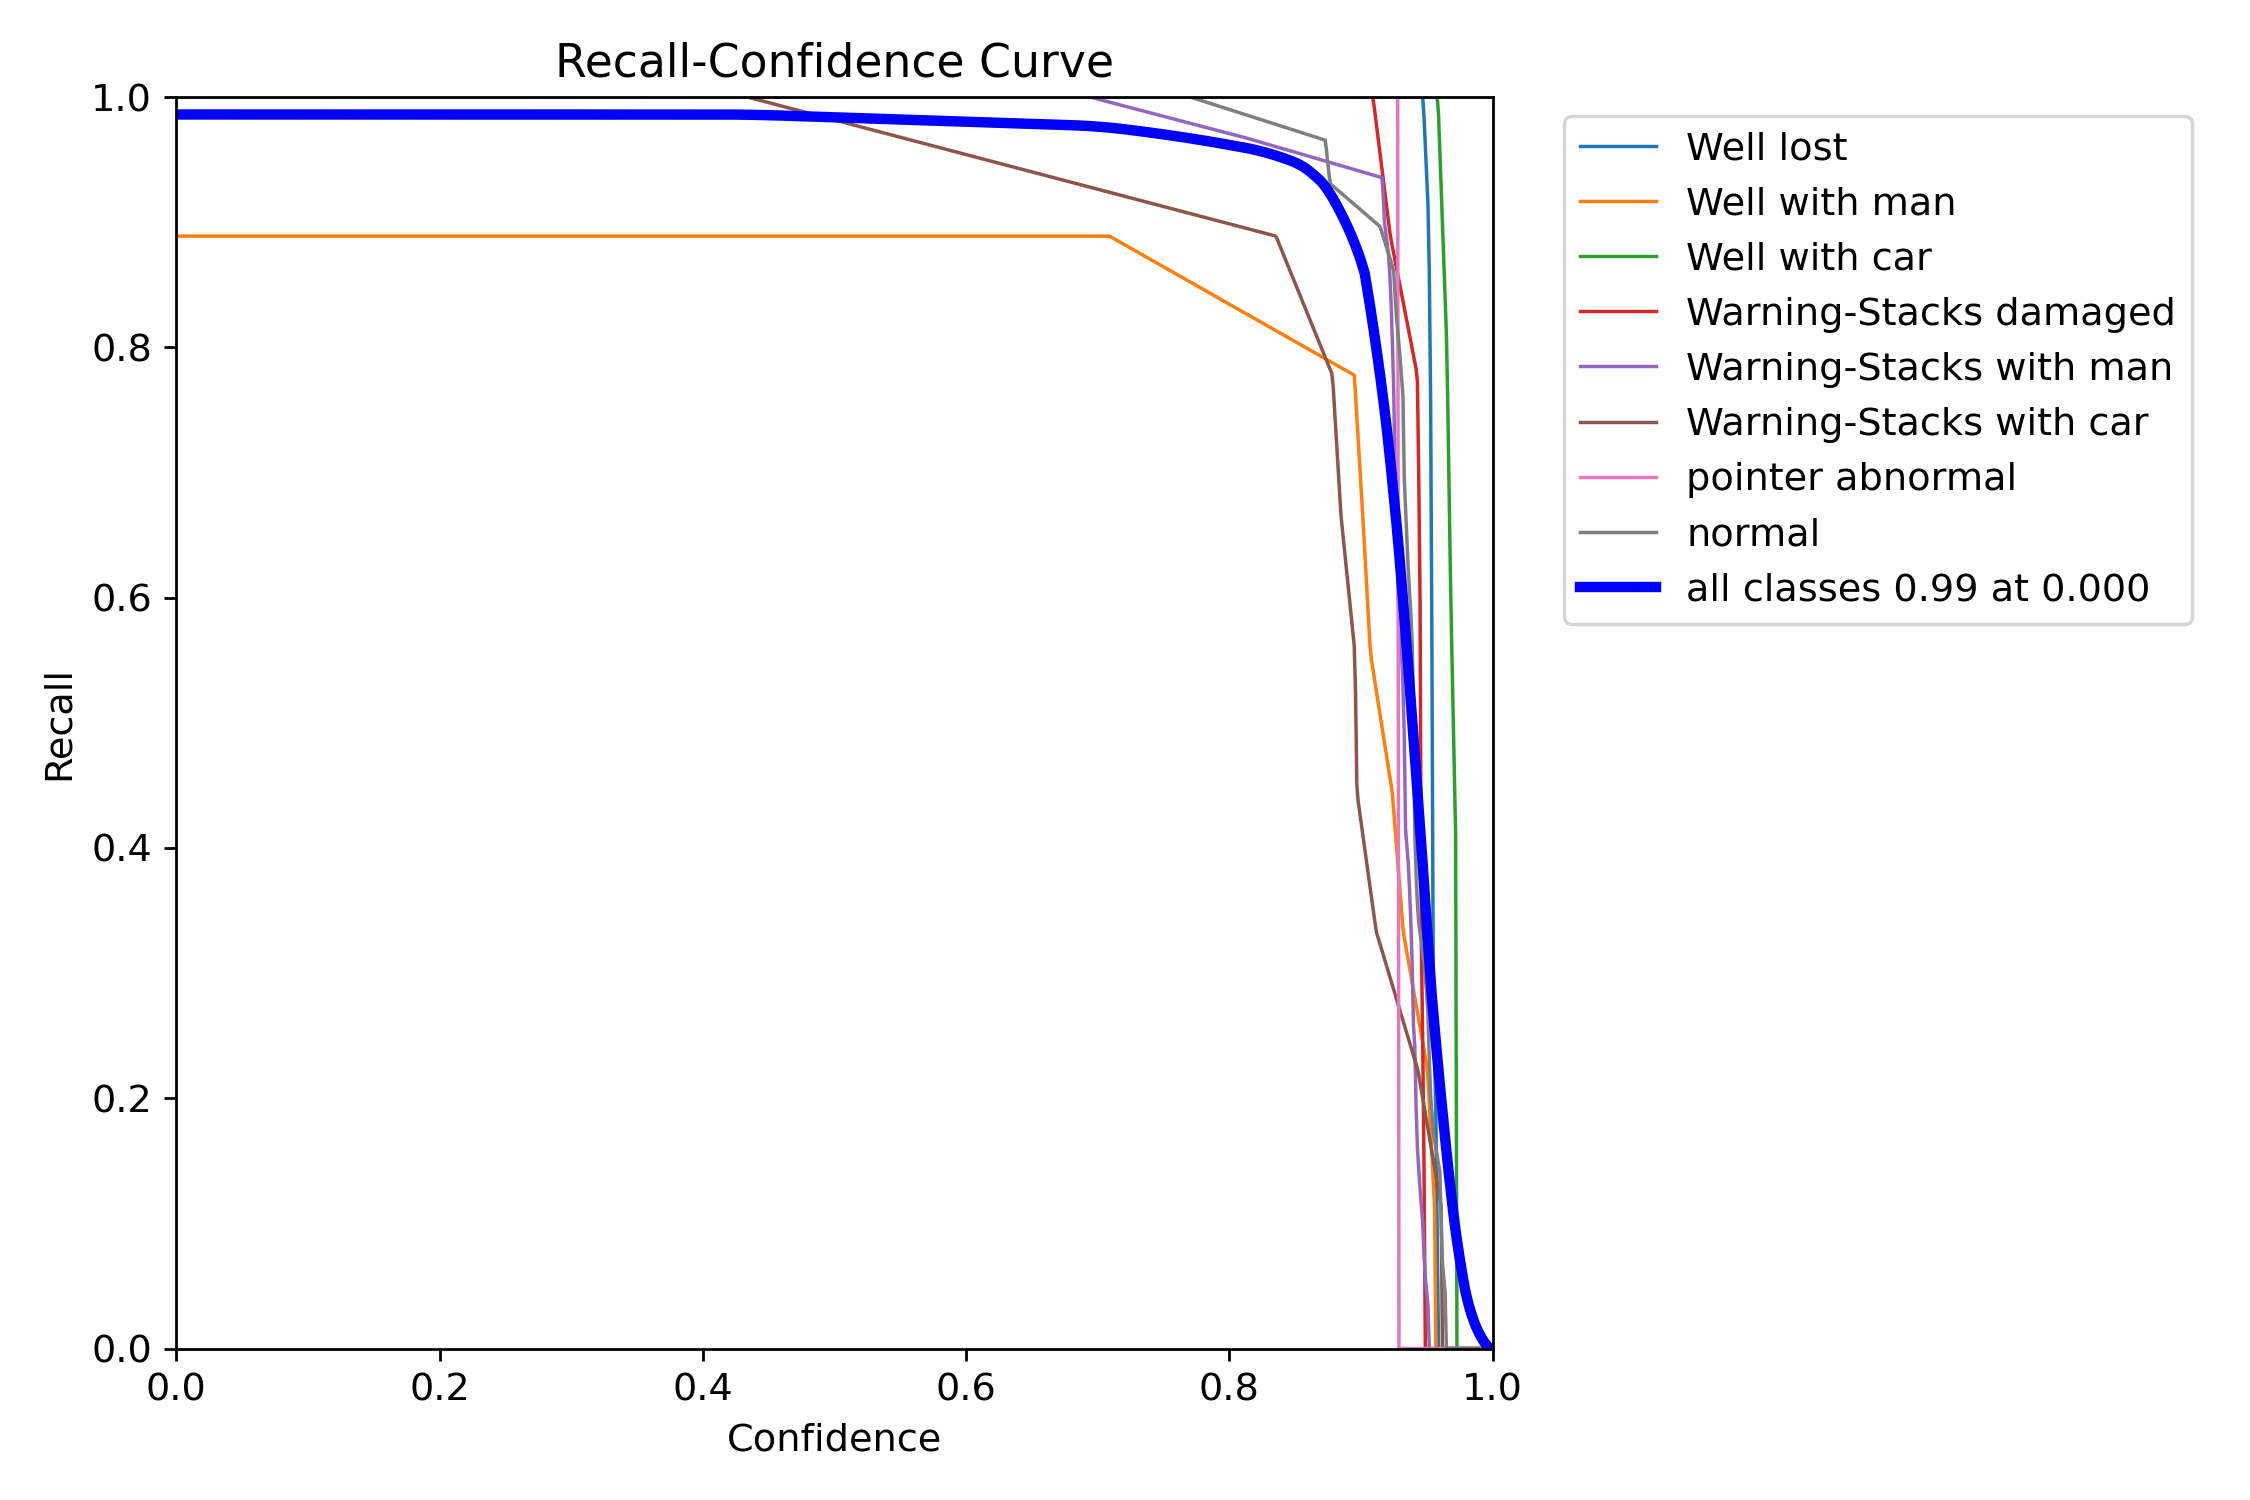 Recall-Confidence Curve
1.0
0.8
0.6
0.4
0.2
0.0
Recall
0.0 0.2 0.4 0.6 0.8 1.0
Confidence
Well lost
Well with man
Well with car
Warning-Stacks damaged
Warning-Stacks with man
Warning-Stacks with car
pointer abnormal
normal
all classes 0.99 at 0.000